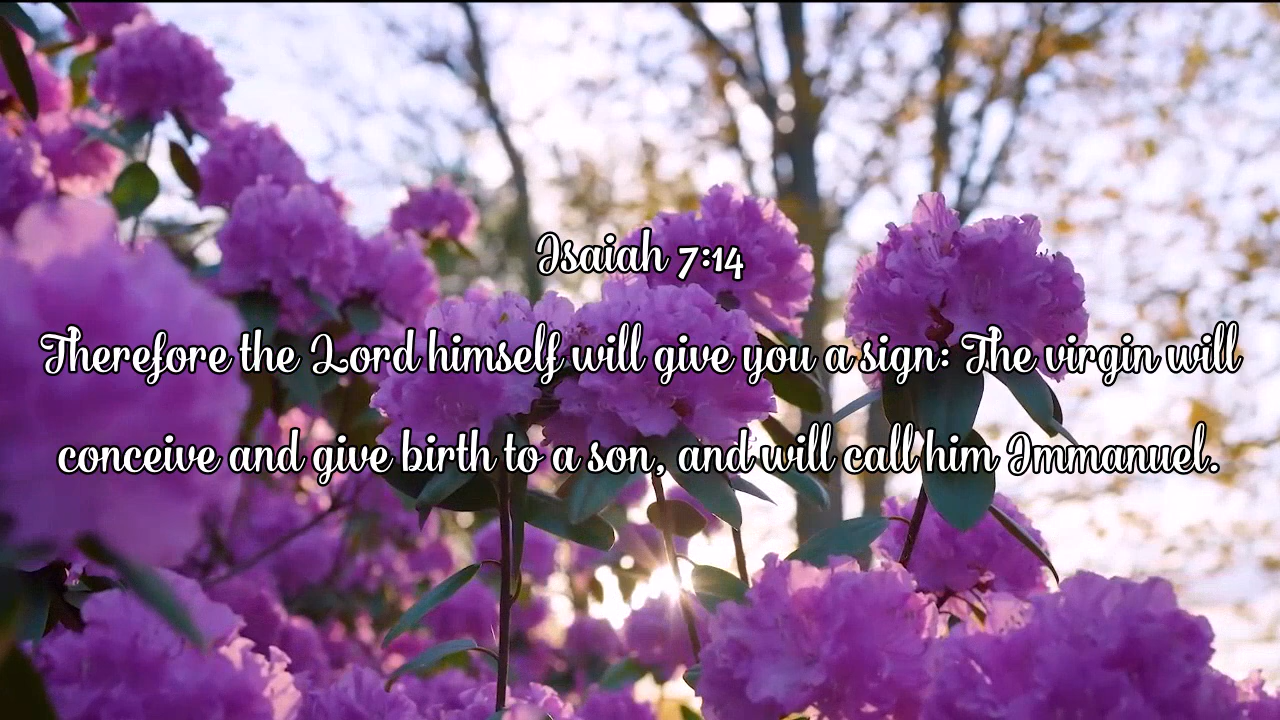 Isaiah 7:14
Therefore the Lord himself will give you a sign: The virgin will
conceive and give birth to a son, and will call him Immanuel.